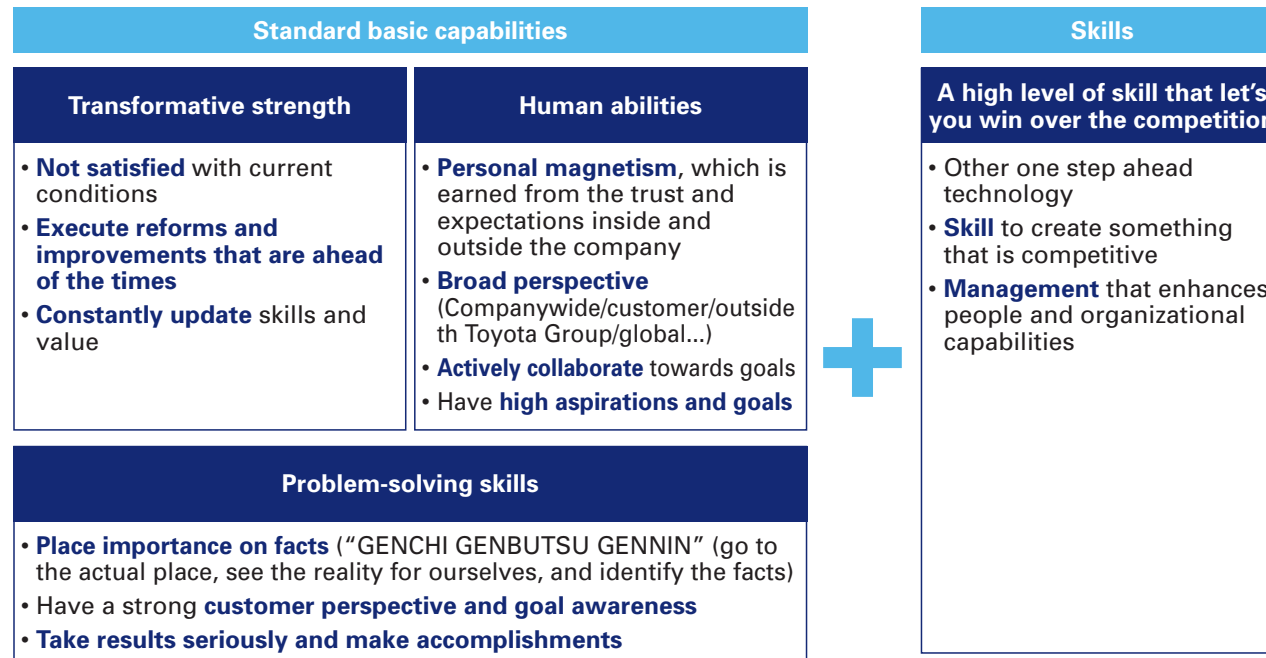 Standard basic capabilities
Transformative strength
• Not satisfied with current
conditions
• Execute reforms and
improvements that are ahead
of the times
• Constantly update skills and
value
Human abilities
• Personal magnetism, which is
earned from the trust and
expectations inside and
outside the company
• Broad perspective
(Companywide/customer/outside
th Toyota Group/global...)
• Actively collaborate towards goals
• Have high aspirations and goals
Problem-solving skills
• Place importance on facts (“GENCHI GENBUTSU GENNIN” (go to
the actual place, see the reality for ourselves, and identify the facts)
• Have a strong customer perspective and goal awareness
• Take results seriously and make accomplishments
Skills
A high level of skill that let's
you win over the competition
• Other one step ahead
technology
• Skill to create something
that is competitive
• Management that enhances
people and organizational
capabilities